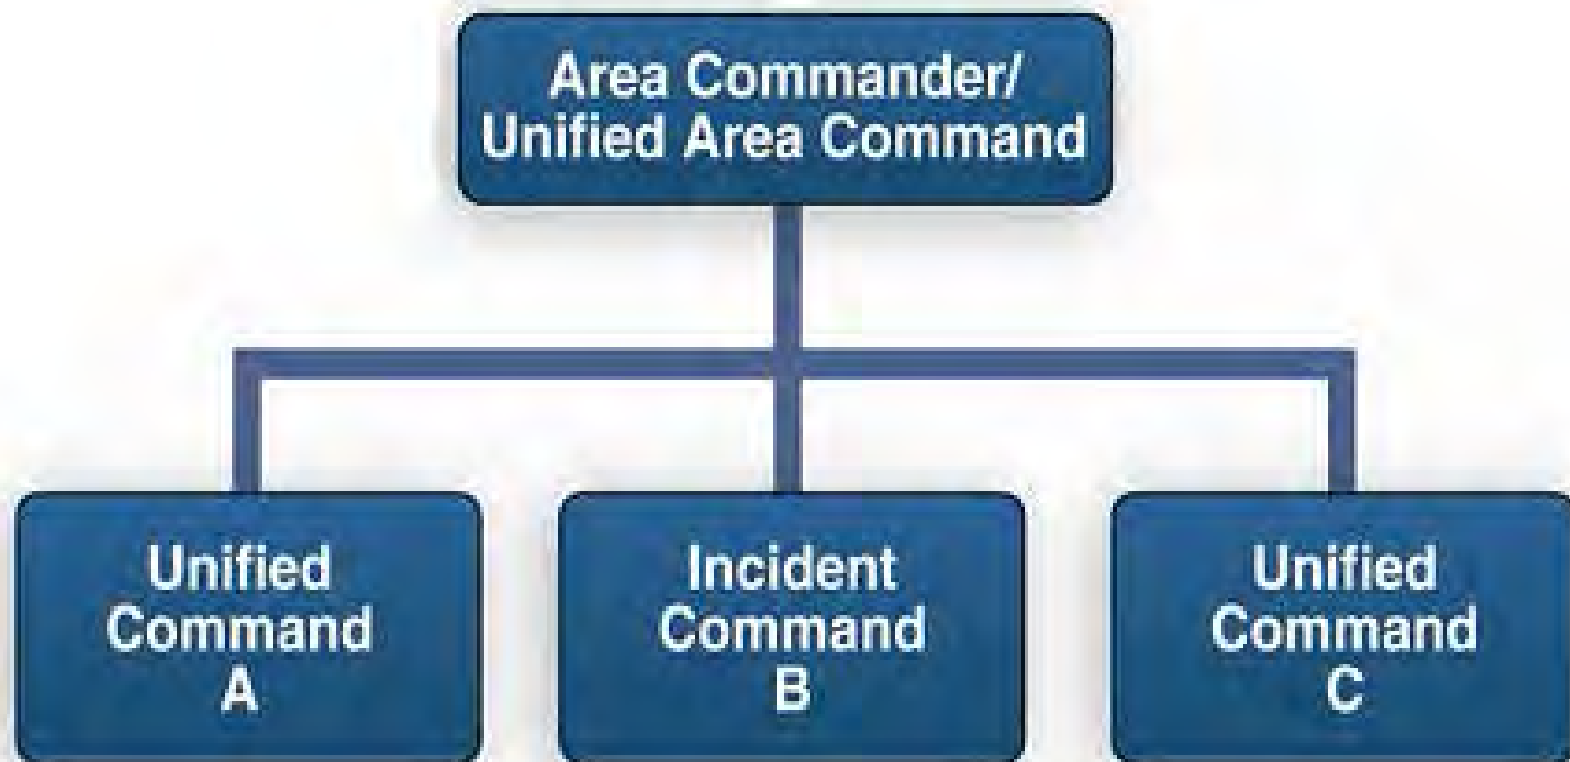 Area Commander/
Unified Area Command
Unified
Command
A
Incident
Command
B
Unified
Command
C